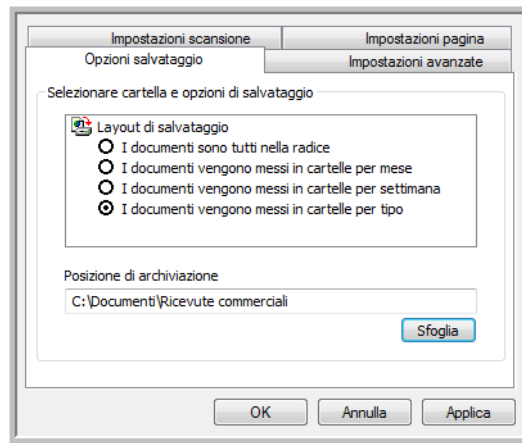 Impostazioni scansione
Impostazioni pagina
Opzioni salvataggio
Impostazioni avanzate
Selezionare cartella e opzioni di salvataggio
Layout di salvataggio
I documenti sono tutti nella radice
I documenti vengono messi in cartelle per mese
I documenti vengono messi in cartelle per settimana
I documenti vengono messi in cartelle per tipo
Posizione di archiviazione
C:\Documenti\Ricevute commerciali
Sfoglia
OK
Annulla
Applica